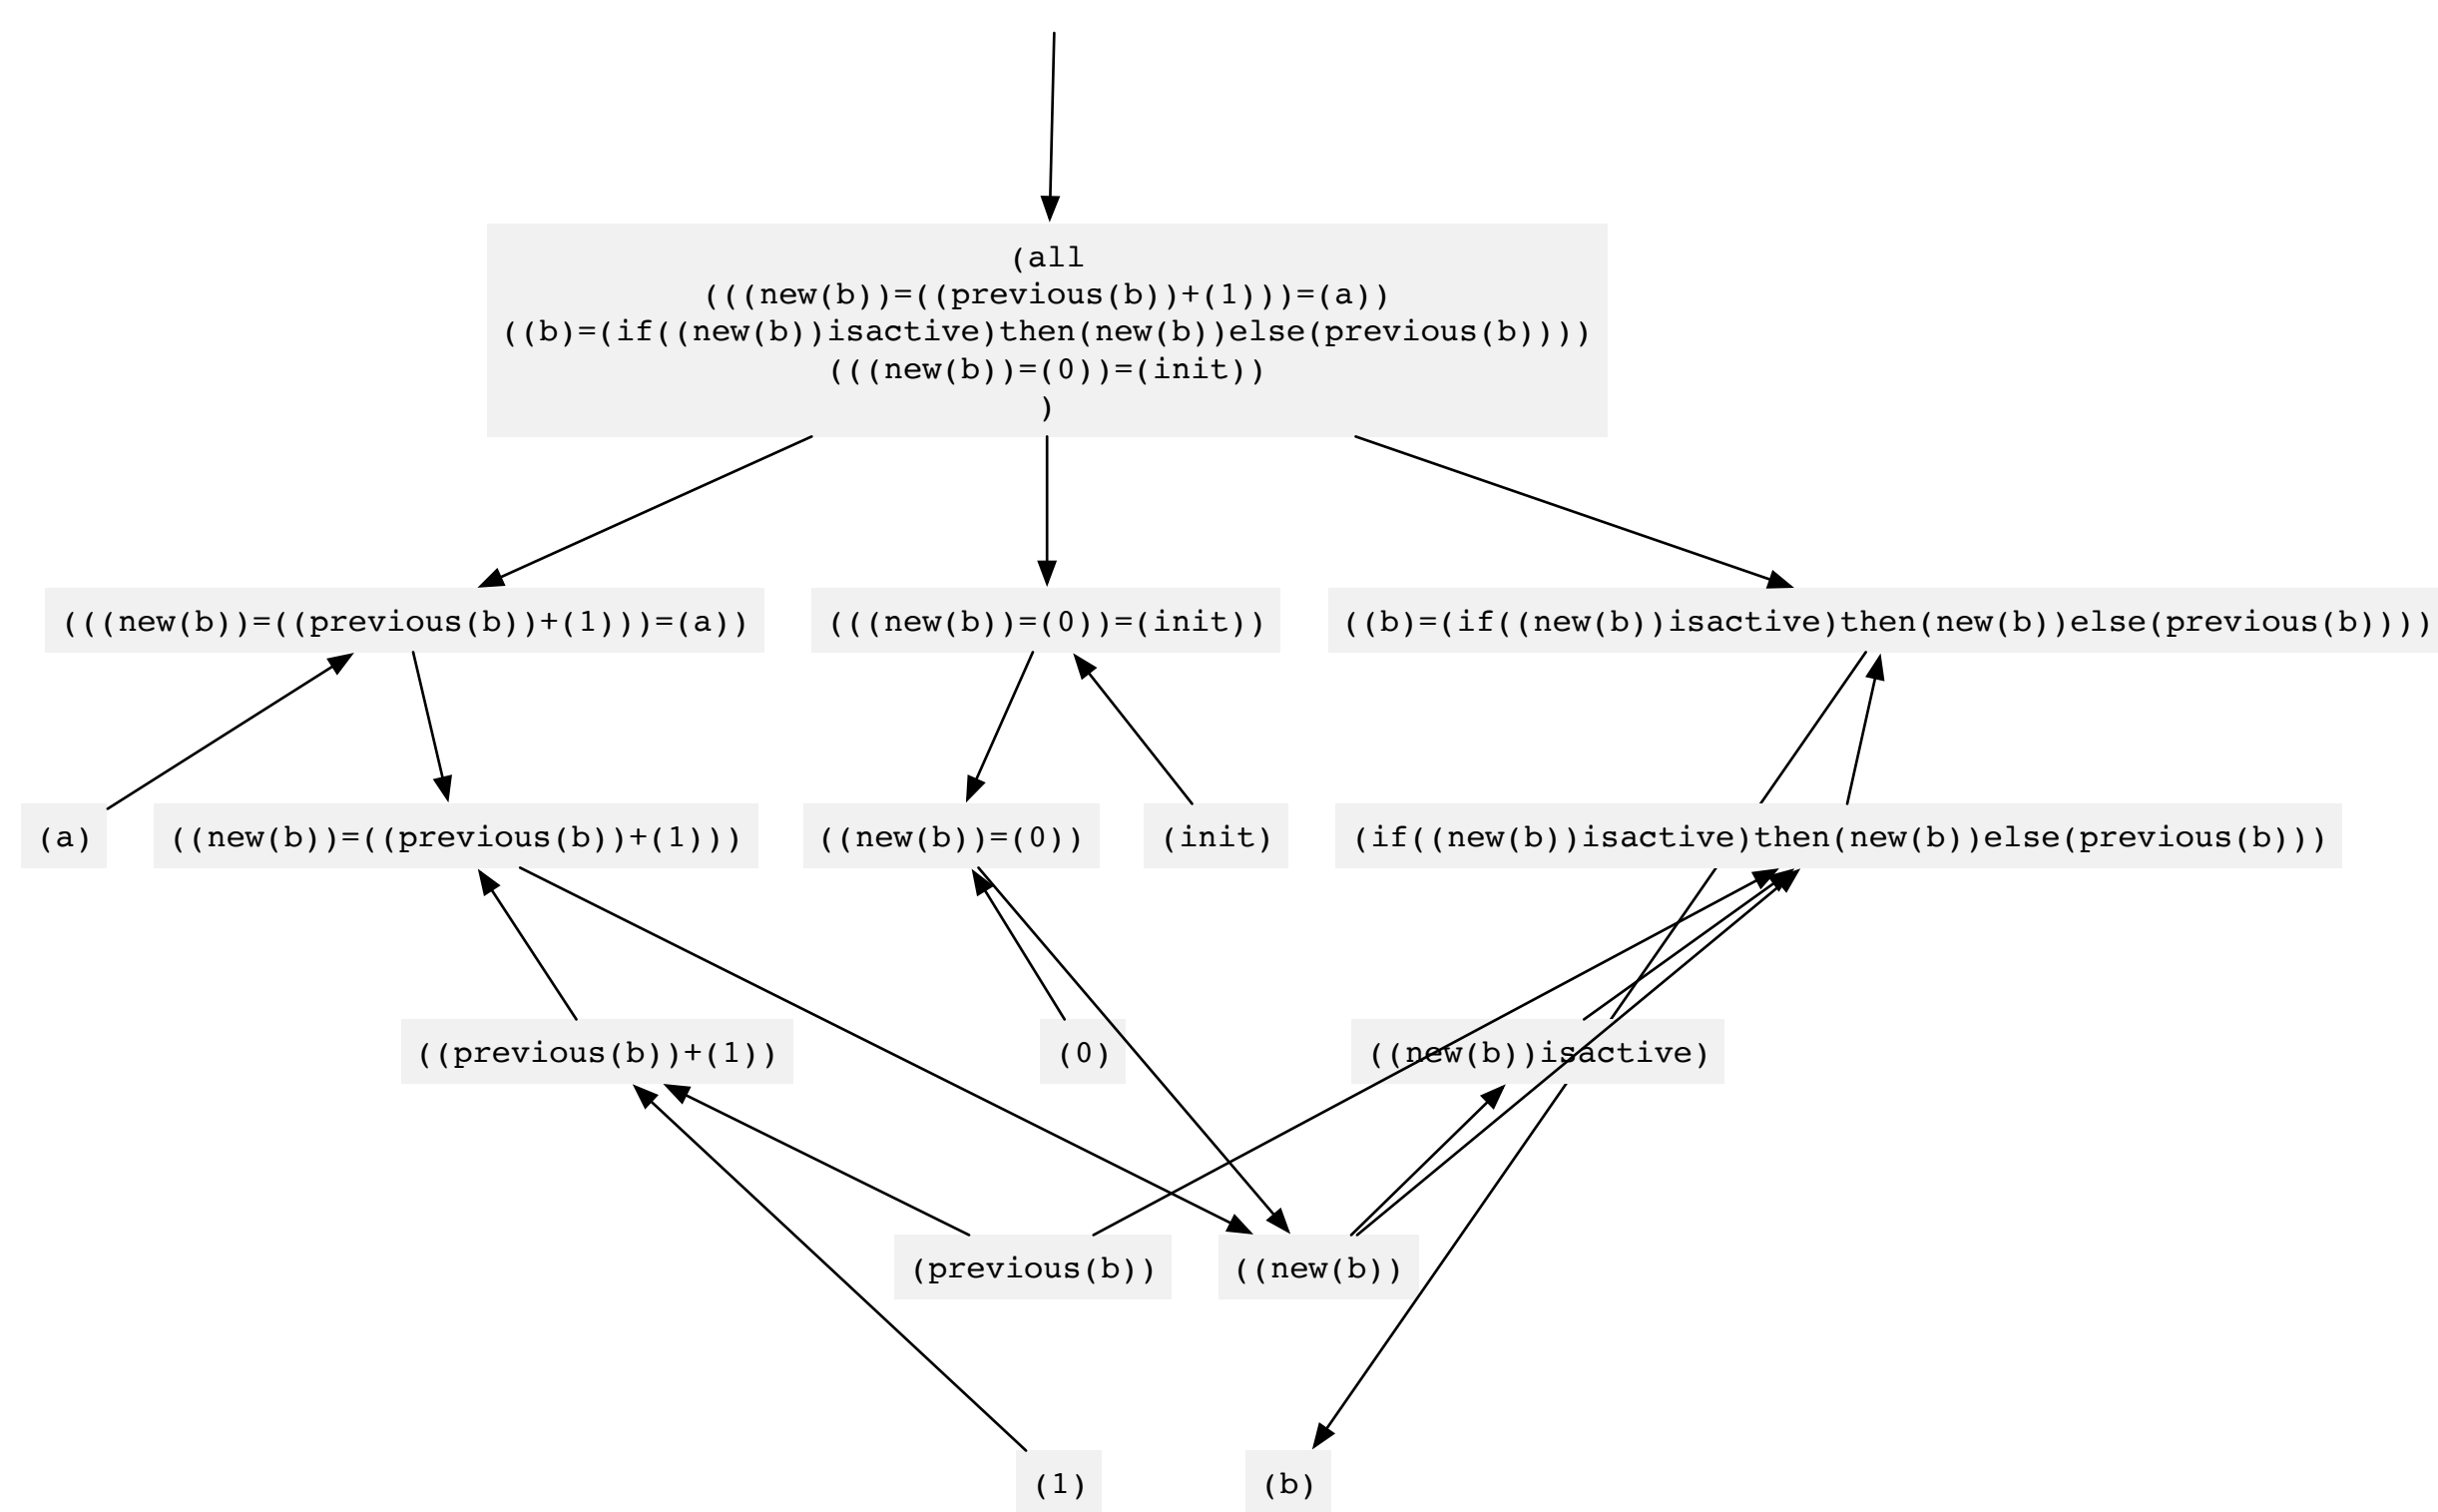 (all
(((new(b))=((previous(b))+(1)))=(a))
((b)=(if((new(b))isactive)then(new(b))else(previous(b))))
(((new(b))=(0))=(init))
)
(((new(b))=((previous(b))+(1)))=(a))
(((new(b))=(0))=(init))
((b)=(if((new(b))isactive)then(new(b))else(previous(b))))
(a)
((new(b))=((previous(b))+(1)))
((new(b))=(0))
(init)
(if((new(b))isactive)then(new(b))else(previous(b)))
((previous(b))+(1))
(0)
((new(b))isactive)
(previous(b))
((new(b))
(1)
(b)